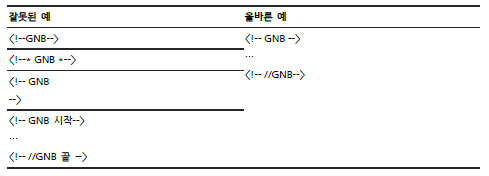 잘못된 예
올바른 예
<!--GNB-->
<!--* GNB *-->
<!-- GNB
-->
<!-- GNB 시작-->
...
<!-- //GNB 끝 -->
<!-- GNB -->
...
<!-- //GNB-->